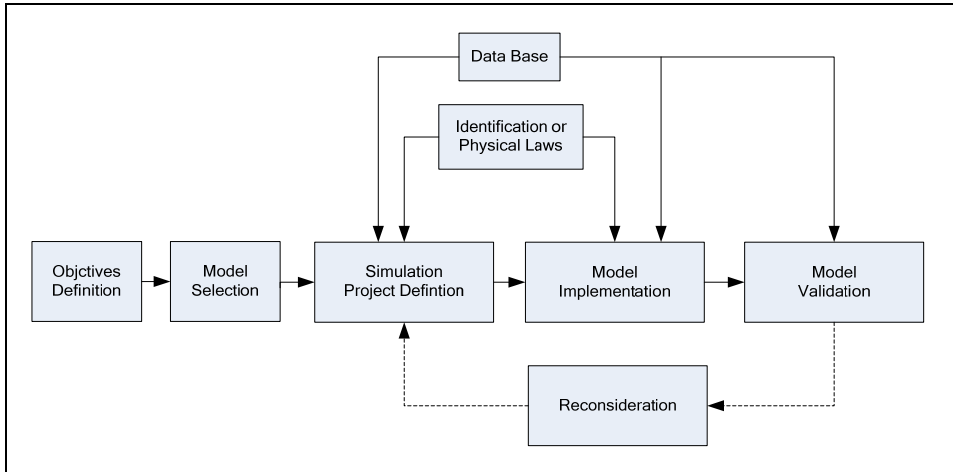 Data Base
Identification or
Physical Laws
Objctives
Definition
Model
Selection
Simulation
Project Defintion
Model
Implementation
Model
Validation
Reconsideration